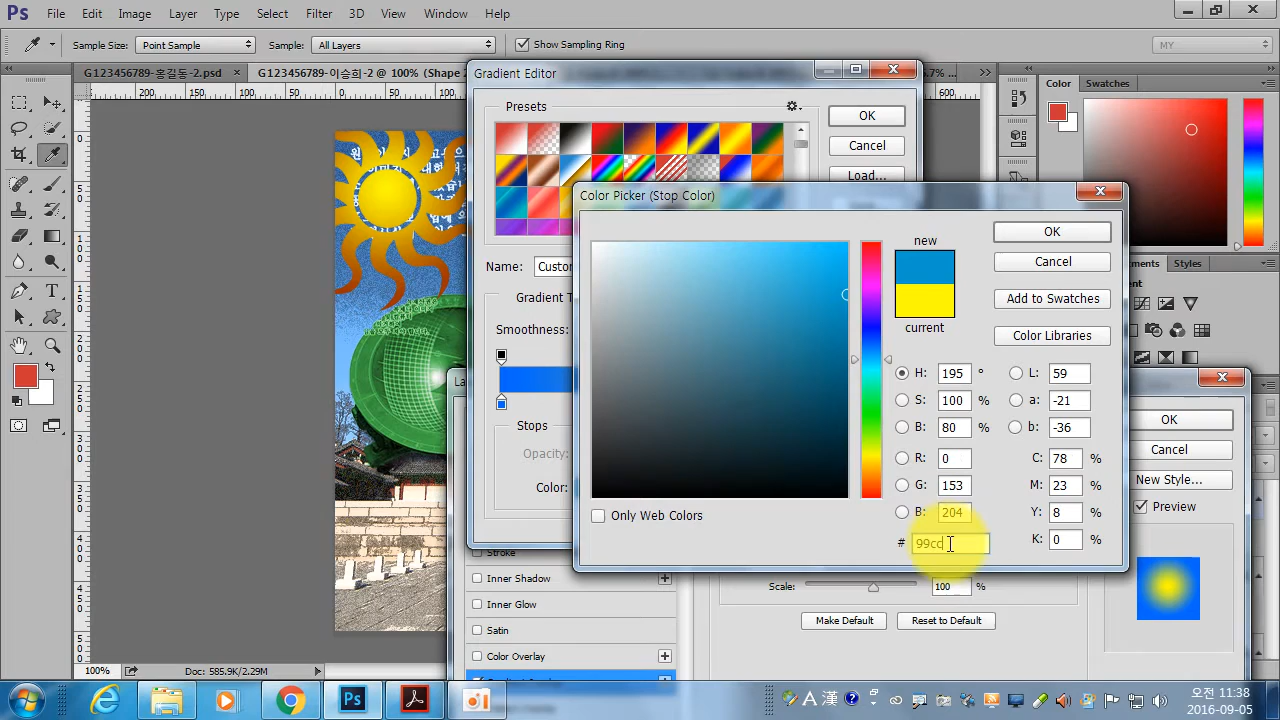 Ps File Edit Image Layer Type Select Filter 3D View Window Help
Sample Size: Point Sample Sample: All Layers Show Sampling Ring MY
G123456789-홍길동-2.psd × G123456789-이승희-2 @ 100% (Shape 2
Gradient Editor
Color Swatches
Presets
OK
Cancel
Load...
Color Picker (Stop Color)
new
OK
Cancel
Add to Swatches
current
Color Libraries
Name: Custom
Gradient T
Smoothness:
Stops
Opacity:
Color:
H: 195 ° L: 59
S: 100 % a: -21
B: 80 % b: -36
R: 0 C: 78 %
G: 153 M: 23 %
B: 204 Y: 8 %
# 99cc K: 0 %
Only Web Colors
Styles
OK
Cancel
New Style...
Preview
Stroke
Inner Shadow
Inner Glow
Satin
Color Overlay
Scale: 100 %
Make Default Reset to Default
100% Doc: 585.9K/2.29M
오전 11:38
2016-09-05